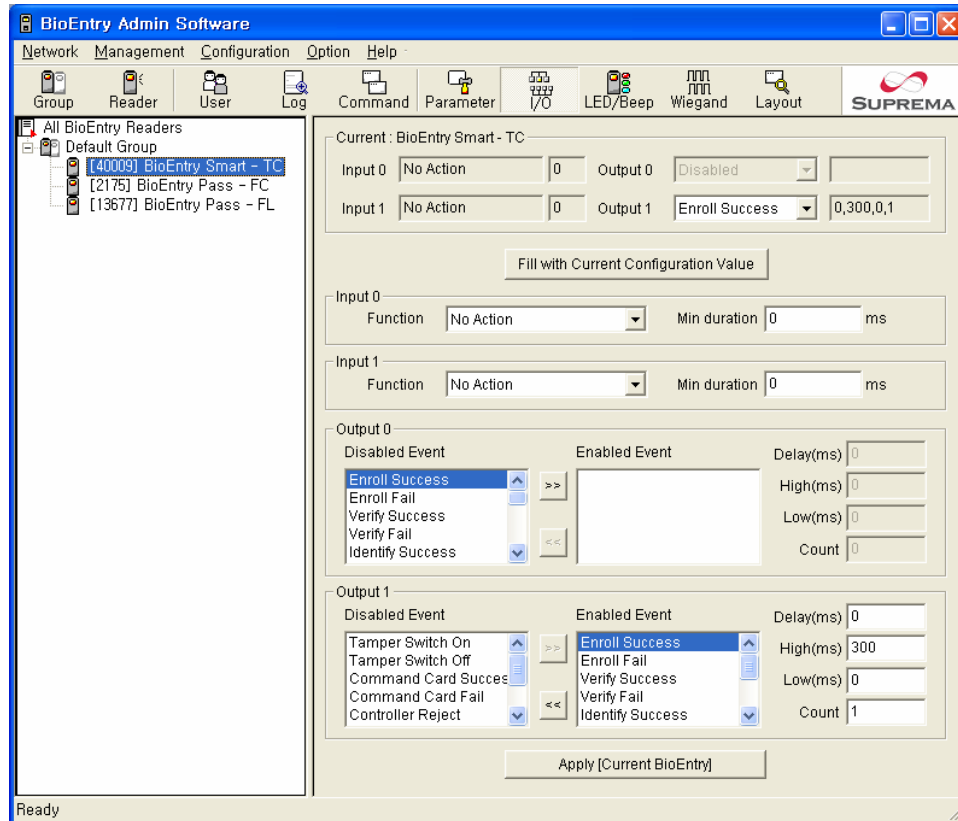 BioEntry Admin Software
Network Management Configuration Option Help
Group Reader User Log Command Parameter I/O LED/Beep Wiegand Layout SUPREMA
All BioEntry Readers
Default Group
[40009] BioEntry Smart - TC
[2175] BioEntry Pass - FC
[13677] BioEntry Pass - FL
Current : BioEntry Smart - TC
Input 0 No Action 0 Output 0 Disabled
Input 1 No Action 0 Output 1 Enroll Success 0,300,0,1
Fill with Current Configuration Value
Input 0
Function No Action Min duration 0 ms
Input 1
Function No Action Min duration 0 ms
Output 0
Disabled Event Enabled Event
Enroll Success
Enroll Fail
Verify Success
Verify Fail
Identify Success
>>
<<
Delay(ms) 0
High(ms) 0
Low(ms) 0
Count 0
Output 1
Disabled Event Enabled Event
Tamper Switch On
Tamper Switch Off
Command Card Succes
Command Card Fail
Controller Reject
>>
<<
Enroll Success
Enroll Fail
Verify Success
Verify Fail
Identify Success
Delay(ms) 0
High(ms) 300
Low(ms) 0
Count 1
Apply [Current BioEntry]
Ready